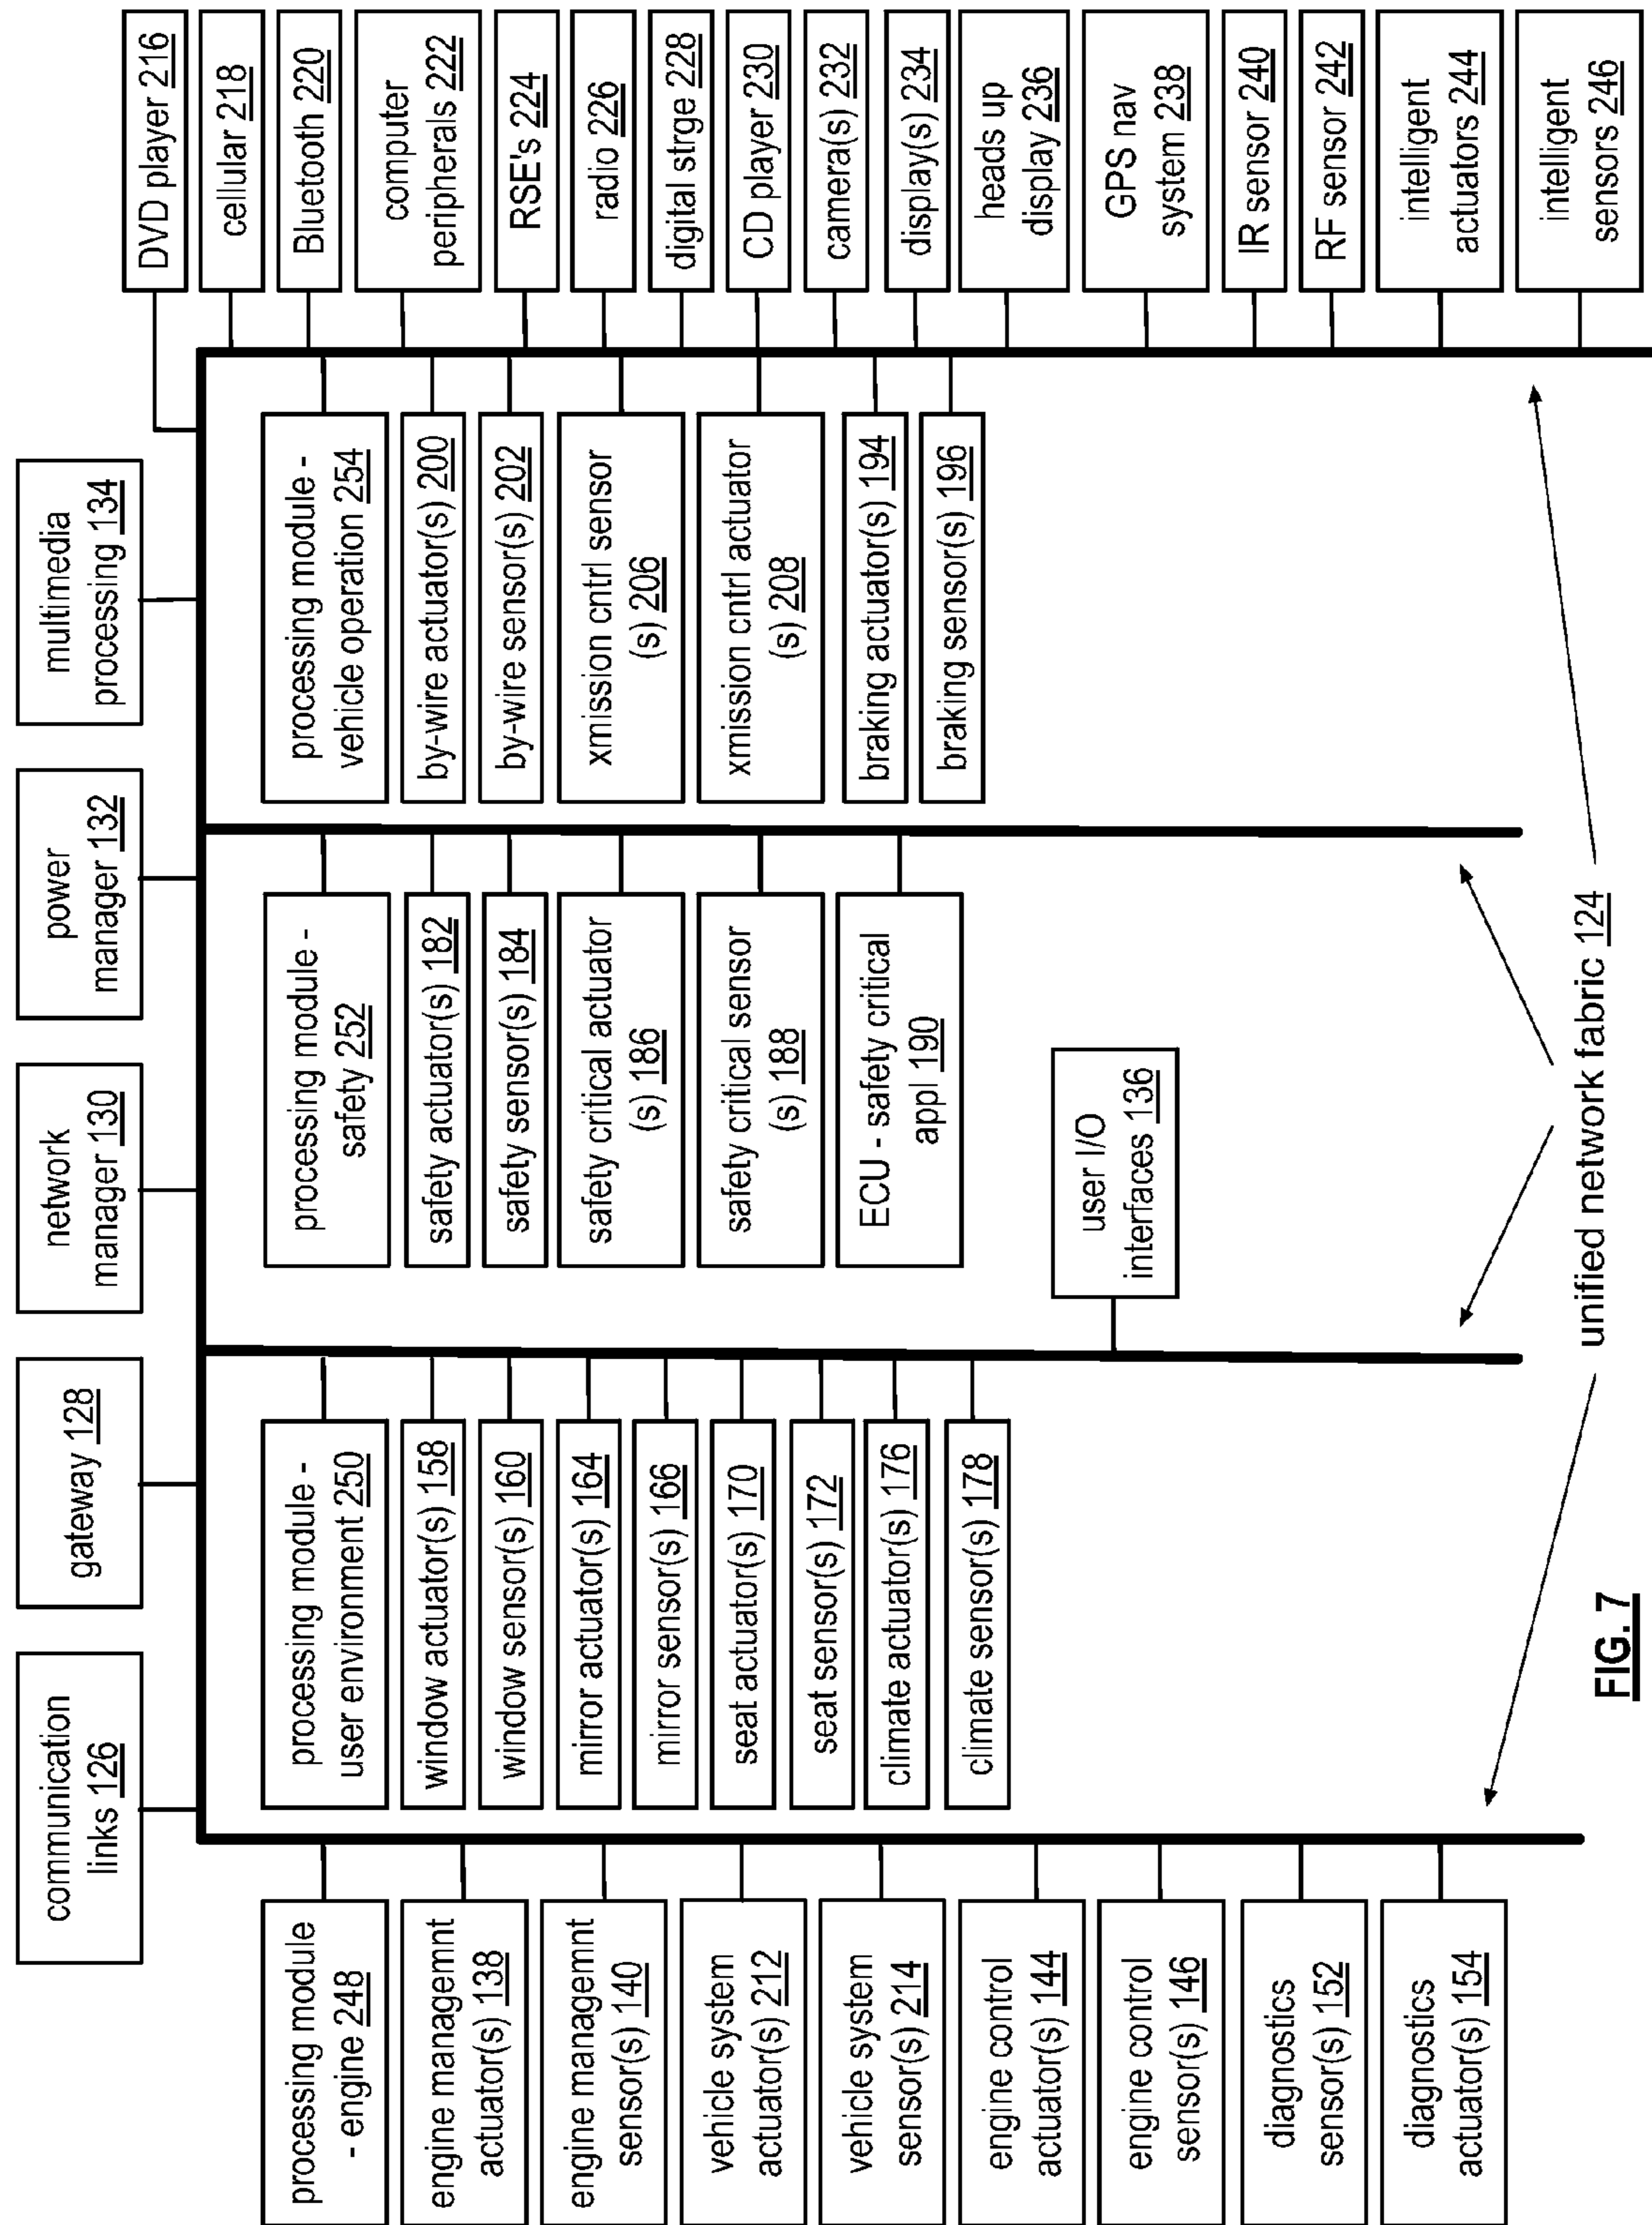 communication
links 126
gateway 128
network
manager 130
power
manager 132
multimedia
processing 134
processing module
- engine 248
engine managemnt
actuator(s) 138
engine managemnt
sensor(s) 140
vehicle system
actuator(s) 212
vehicle system
sensor(s) 214
engine control
actuator(s) 144
engine control
sensor(s) 146
diagnostics
sensor(s) 152
diagnostics
actuator(s) 154
processing module -
user environment 250
window actuator(s) 158
window sensor(s) 160
mirror actuator(s) 164
mirror sensor(s) 166
seat actuator(s) 170
seat sensor(s) 172
climate actuator(s) 176
climate sensor(s) 178
user I/O
interfaces 136
processing module -
safety 252
safety actuator(s) 182
safety sensor(s) 184
safety critical actuator
(s) 186
safety critical sensor
(s) 188
ECU - safety critical
appl 190
processing module -
vehicle operation 254
by-wire actuator(s) 200
by-wire sensor(s) 202
xmission cntrl sensor
(s) 206
xmission cntrl actuator
(s) 208
braking actuator(s) 194
braking sensor(s) 196
DVD player 216
cellular 218
Bluetooth 220
computer
peripherals 222
RSE's 224
radio 226
digital strge 228
CD player 230
camera(s) 232
display(s) 234
heads up
display 236
GPS nav
system 238
IR sensor 240
RF sensor 242
intelligent
actuators 244
intelligent
sensors 246
unified network fabric 124
FIG. 7